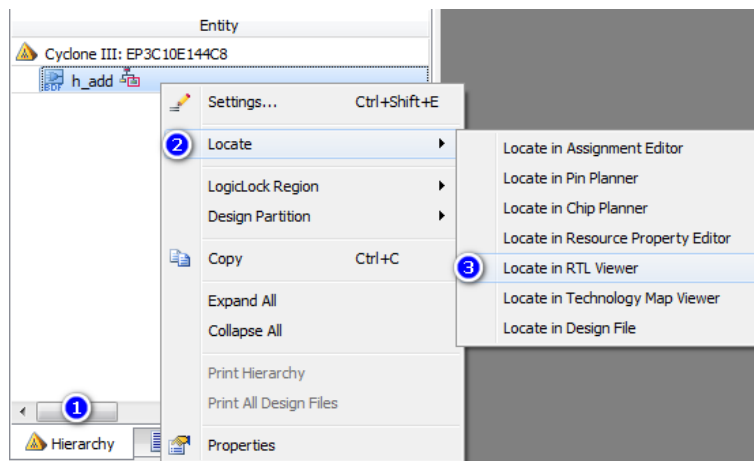 Entity
Cyclone III: EP3C10E144C8
BDF h_add
Settings... Ctrl+Shift+E
2 Locate
LogicLock Region
Design Partition
Copy Ctrl+C
Expand All
Collapse All
Print Hierarchy
Print All Design Files
Properties
Locate in Assignment Editor
Locate in Pin Planner
Locate in Chip Planner
Locate in Resource Property Editor
3 Locate in RTL Viewer
Locate in Technology Map Viewer
Locate in Design File
1
Hierarchy